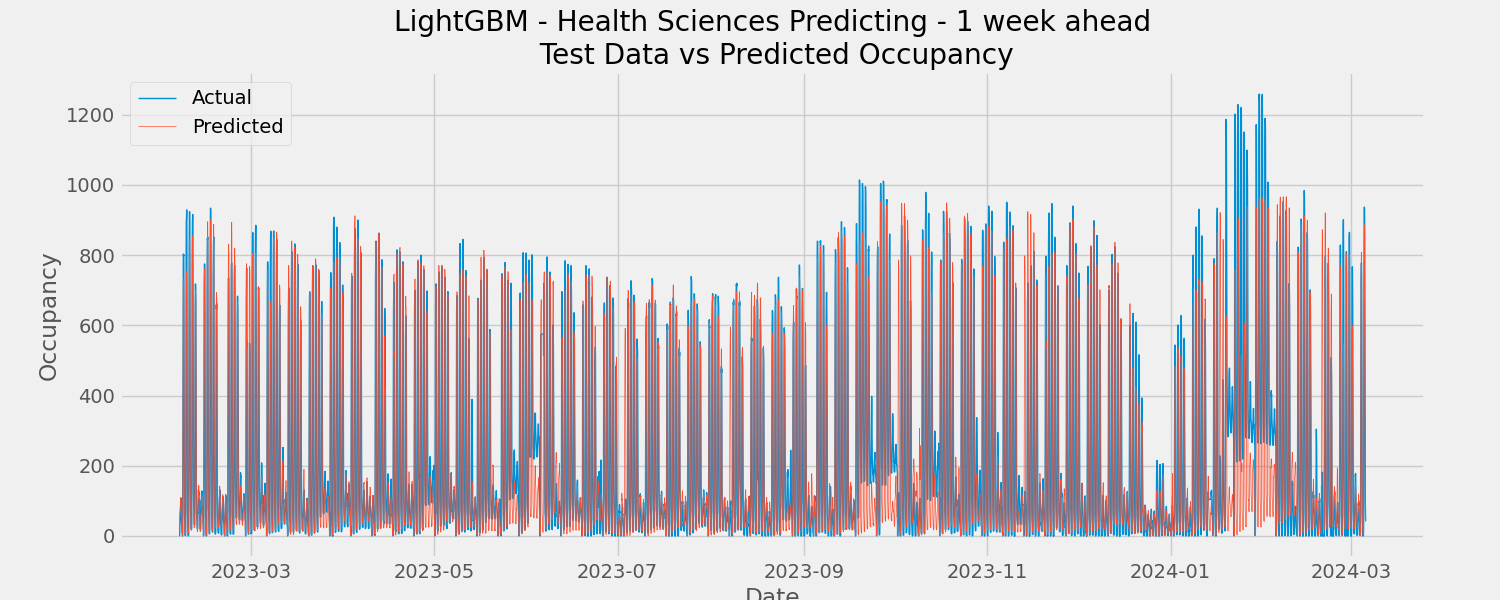 LightGBM - Health Sciences Predicting - 1 week ahead
Test Data vs Predicted Occupancy
Actual
Predicted
Occupancy
1200
1000
800
600
400
200
0
2023-03
2023-05
2023-07
2023-09
2023-11
2024-01
2024-03
Date